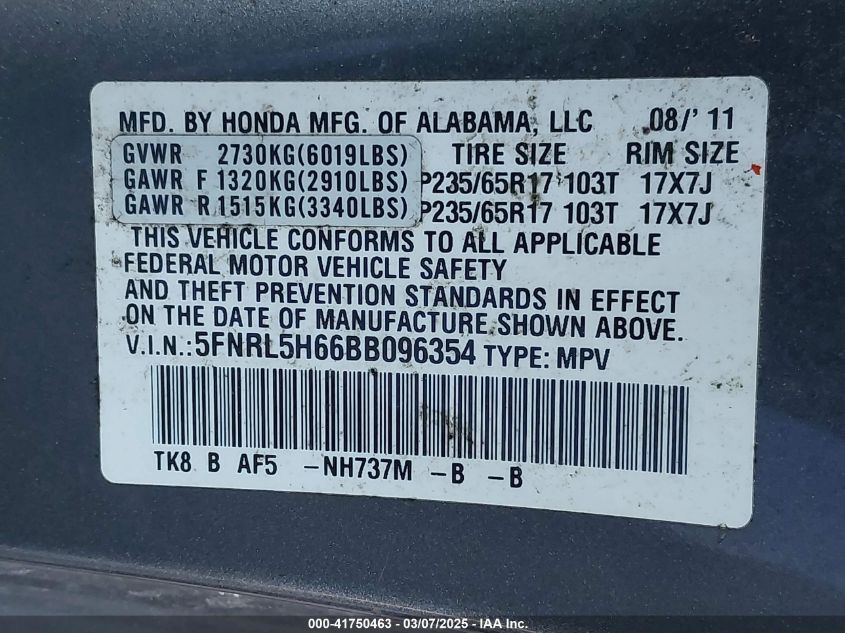 MFD. BY HONDA MFG. OF ALABAMA, LLC 08/'11
GVWR 2730KG(6019LBS) TIRE SIZE RIM SIZE
GAWR F 1320KG(2910LBS) P235/65R17 103T 17X7J
GAWR R 1515KG(3340LBS) P235/65R17 103T 17X7J
THIS VEHICLE CONFORMS TO ALL APPLICABLE
FEDERAL MOTOR VEHICLE SAFETY
AND THEFT PREVENTION STANDARDS IN EFFECT
ON THE DATE OF MANUFACTURE SHOWN ABOVE.
V.I.N.: 5FNRL5H66BB096354 TYPE: MPV
TK8 B AF5 -NH737M -B -B
000-41750463 - 03/07/2025 - IAA Inc.